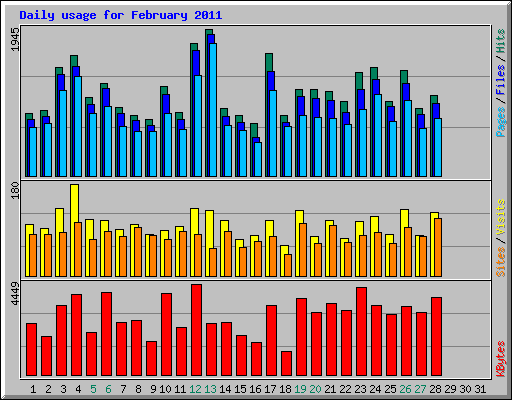 Daily usage for February 2011
1945
Pages / Files / Hits
180
Sites / Visits
4449
KBytes
1 2 3 4 5 6 7 8 9 10 11 12 13 14 15 16 17 18 19 20 21 22 23 24 25 26 27 28 29 30 31